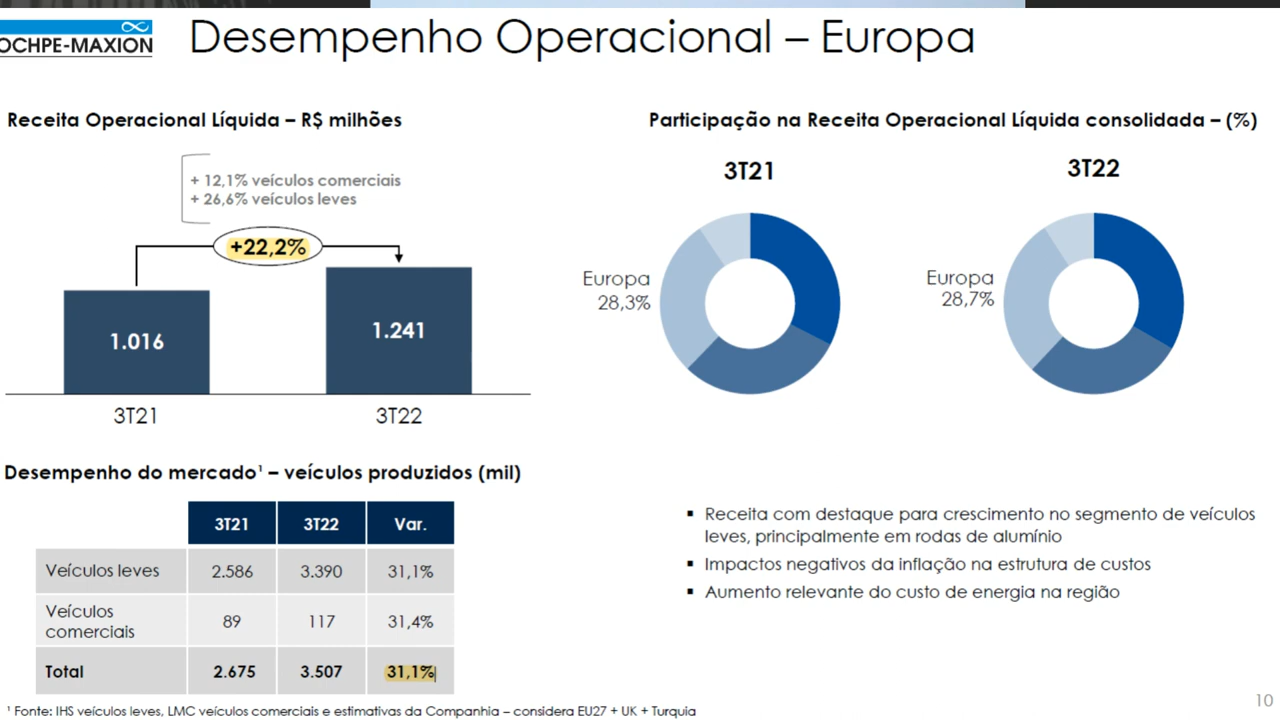 OCHPE-MAXION
Desempenho Operacional – Europa
Receita Operacional Líquida – R$ milhões
+ 12,1% veículos comerciais
+ 26,6% veículos leves
+22,2%
1.016
1.241
3T21
3T22
Participação na Receita Operacional Líquida consolidada – (%)
3T21
3T22
Europa
28,3%
Europa
28,7%
Desempenho do mercado¹ – veículos produzidos (mil)
3T21 3T22 Var.
Veículos leves 2.586 3.390 31,1%
Veículos
comerciais 89 117 31,4%
Total 2.675 3.507 31,1%
▪ Receita com destaque para crescimento no segmento de veículos
leves, principalmente em rodas de alumínio
▪ Impactos negativos da inflação na estrutura de custos
▪ Aumento relevante do custo de energia na região
¹ Fonte: IHS veículos leves, LMC veículos comerciais e estimativas da Companhia – considera EU27 + UK + Turquia
10